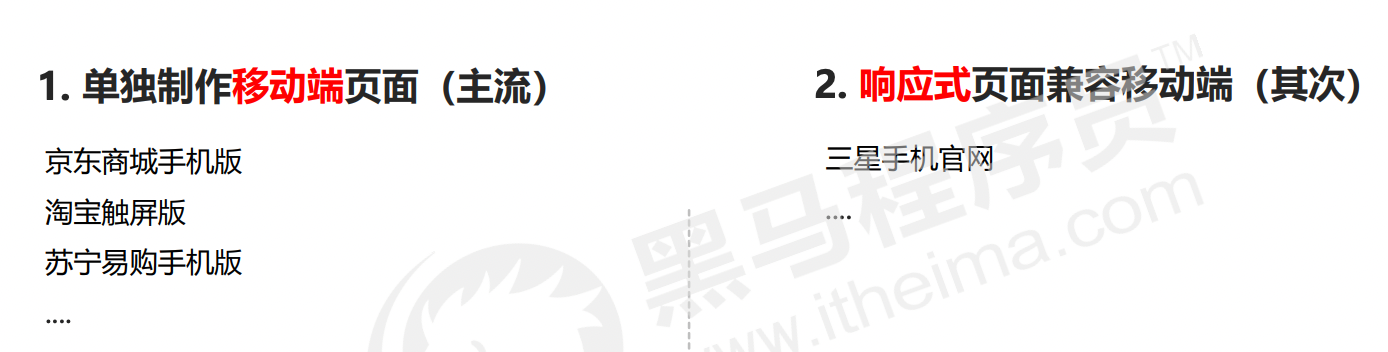 1. 单独制作移动端页面（主流）
京东商城手机版
淘宝触屏版
苏宁易购手机版
....
2. 响应式页面兼容移动端（其次）
三星手机官网
....
黑马程序员TM
www.itheima.com